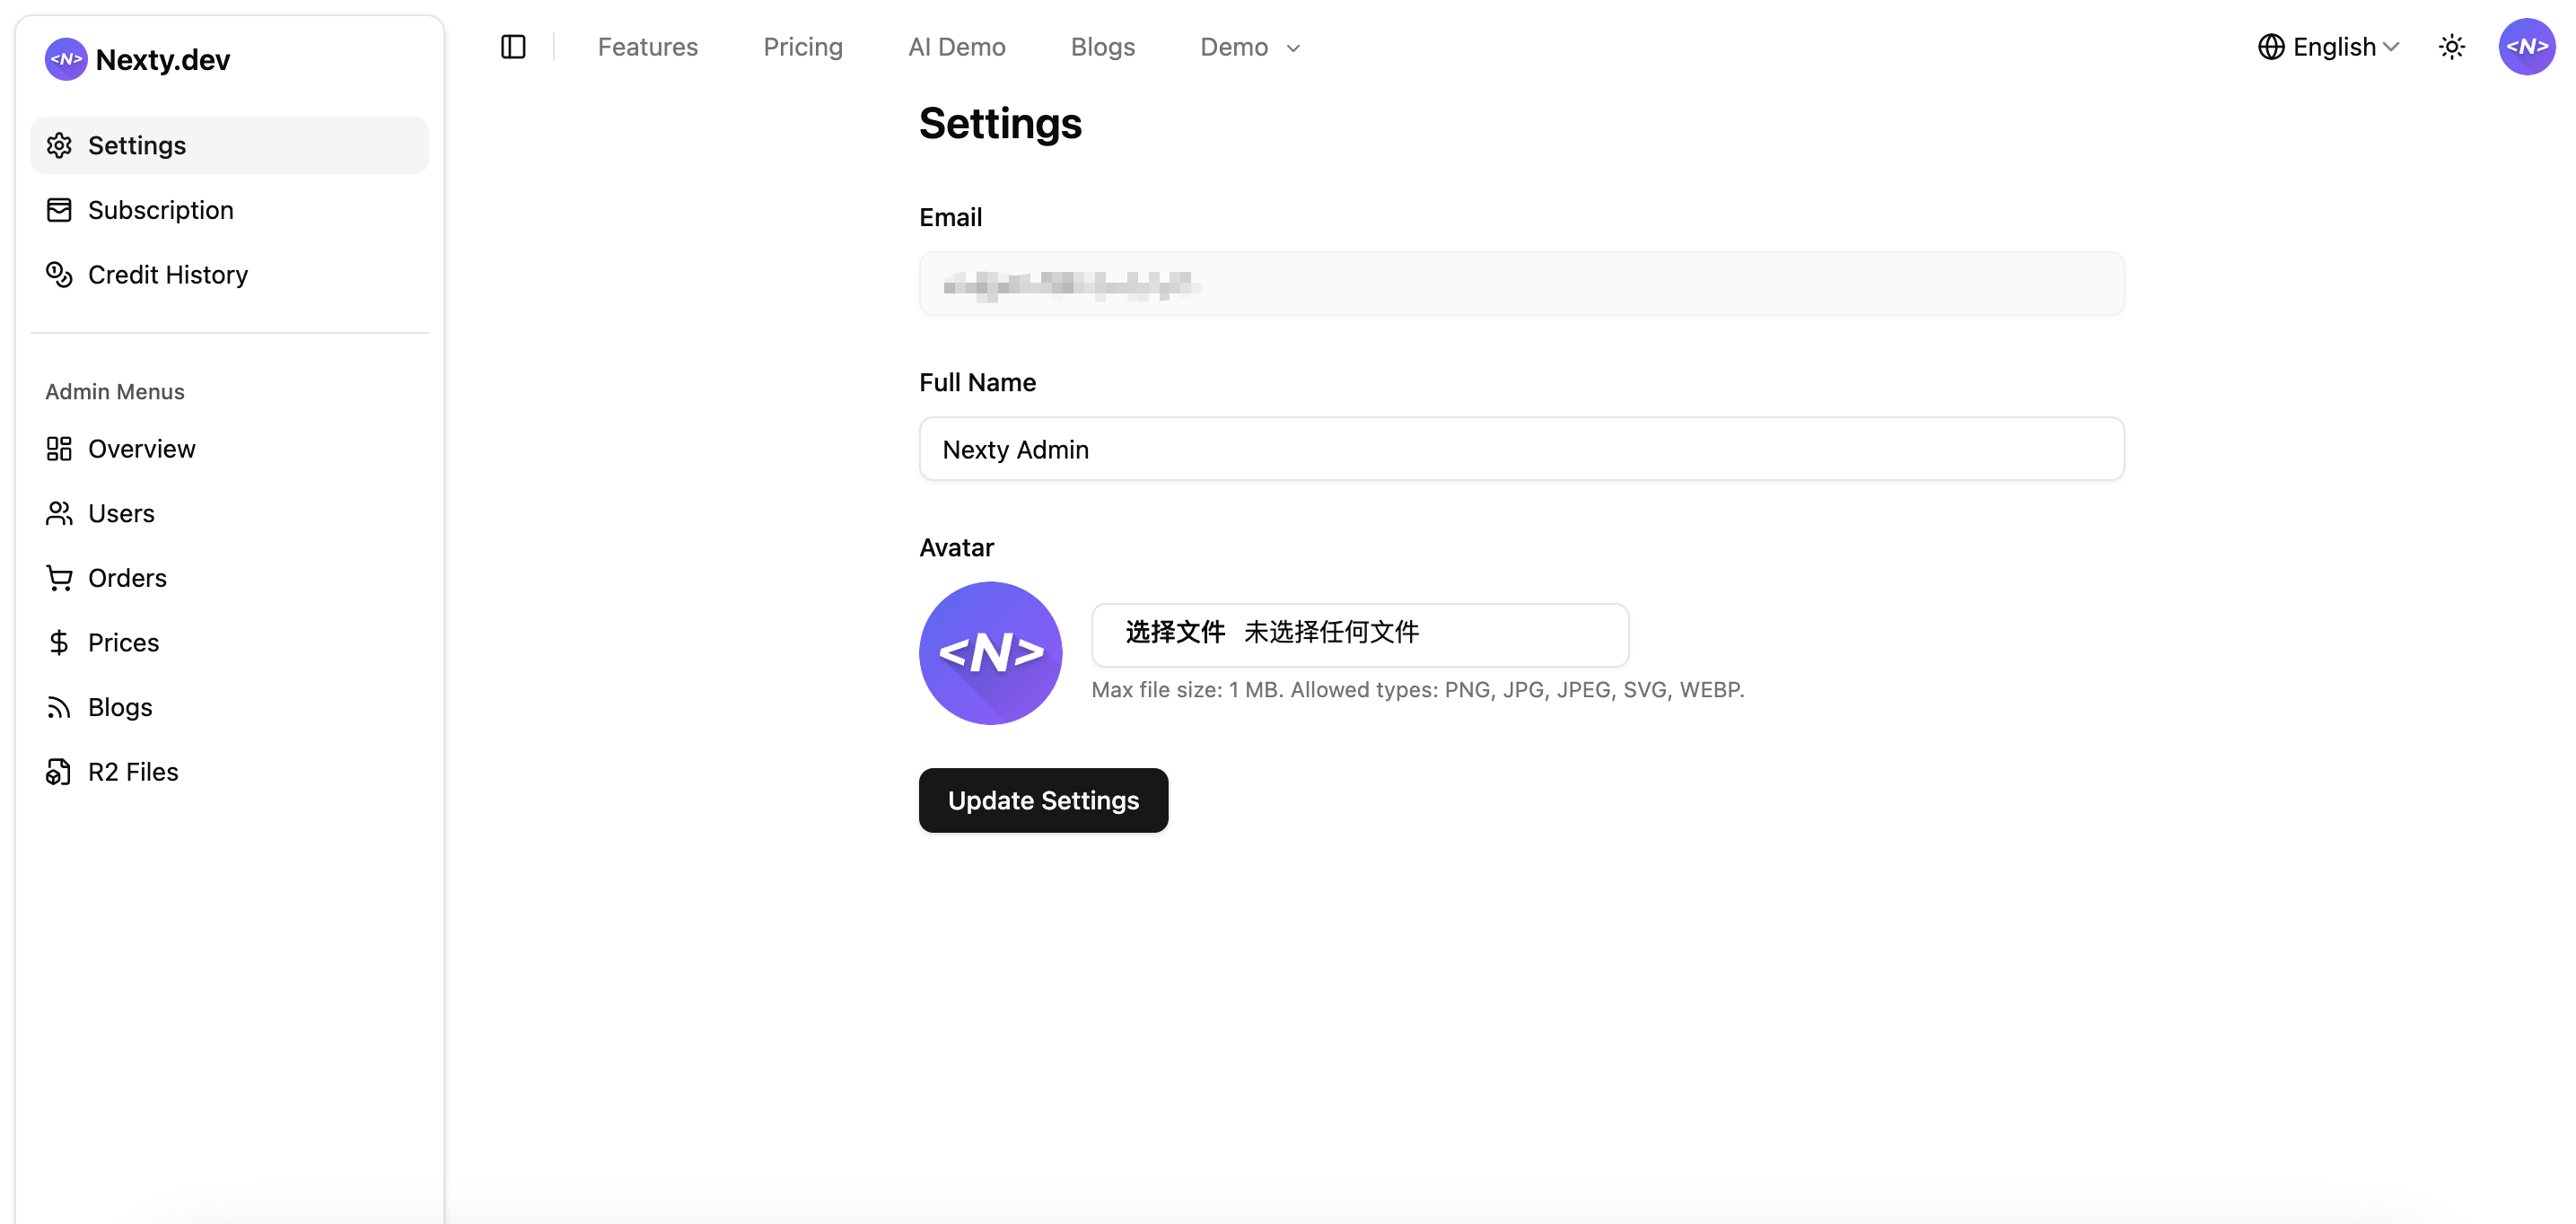 <N> Nexty.dev
Settings
Subscription
Credit History
Admin Menus
Overview
Users
Orders
Prices
Blogs
R2 Files
Features Pricing AI Demo Blogs Demo
English <N>
Settings
Email
Full Name
Nexty Admin
Avatar
<N>
选择文件 未选择任何文件
Max file size: 1 MB. Allowed types: PNG, JPG, JPEG, SVG, WEBP.
Update Settings